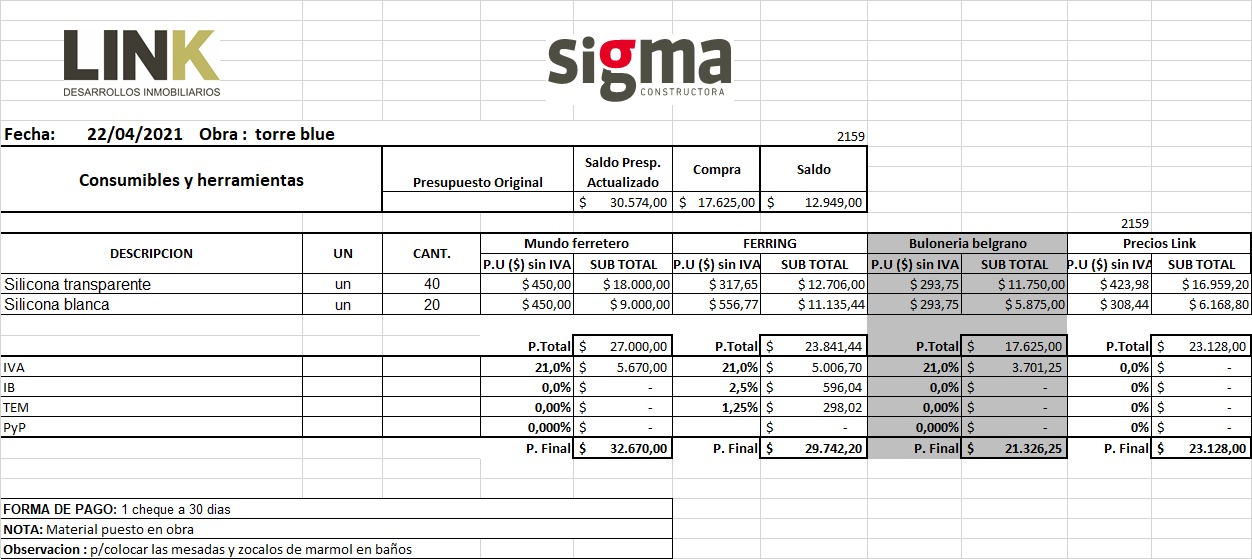 LINK
DESARROLLOS INMOBILIARIOS
sigma
CONSTRUCTORA
Fecha: 22/04/2021 Obra : torre blue 2159
Consumibles y herramientas Presupuesto Original Saldo Presp. Actualizado Compra Saldo
$ 30.574,00 $ 17.625,00 $ 12.949,00
2159
DESCRIPCION UN CANT. Mundo ferretero FERRING Buloneria belgrano Precios Link
P.U ($) sin IVA SUB TOTAL P.U ($) sin IVA SUB TOTAL P.U ($) sin IVA SUB TOTAL P.U ($) sin IVA SUB TOTAL
Silicona transparente un 40 $ 450,00 $ 18.000,00 $ 317,65 $ 12.706,00 $ 293,75 $ 11.750,00 $ 423,98 $ 16.959,20
Silicona blanca un 20 $ 450,00 $ 9.000,00 $ 556,77 $ 11.135,44 $ 293,75 $ 5.875,00 $ 308,44 $ 6.168,80
P.Total $ 27.000,00 P.Total $ 23.841,44 P.Total $ 17.625,00 P.Total $ 23.128,00
IVA 21,0% $ 5.670,00 21,0% $ 5.006,70 21,0% $ 3.701,25 0,0% $ -
IB 0,0% $ - 2,5% $ 596,04 0,0% $ - 0% $ -
TEM 0,00% $ - 1,25% $ 298,02 0,00% $ - 0% $ -
PyP 0,000% $ - $ - 0,000% $ - 0% $ -
P. Final $ 32.670,00 P. Final $ 29.742,20 P. Final $ 21.326,25 P. Final $ 23.128,00
FORMA DE PAGO: 1 cheque a 30 dias
NOTA: Material puesto en obra
Observacion : p/colocar las mesadas y zocalos de marmol en baños